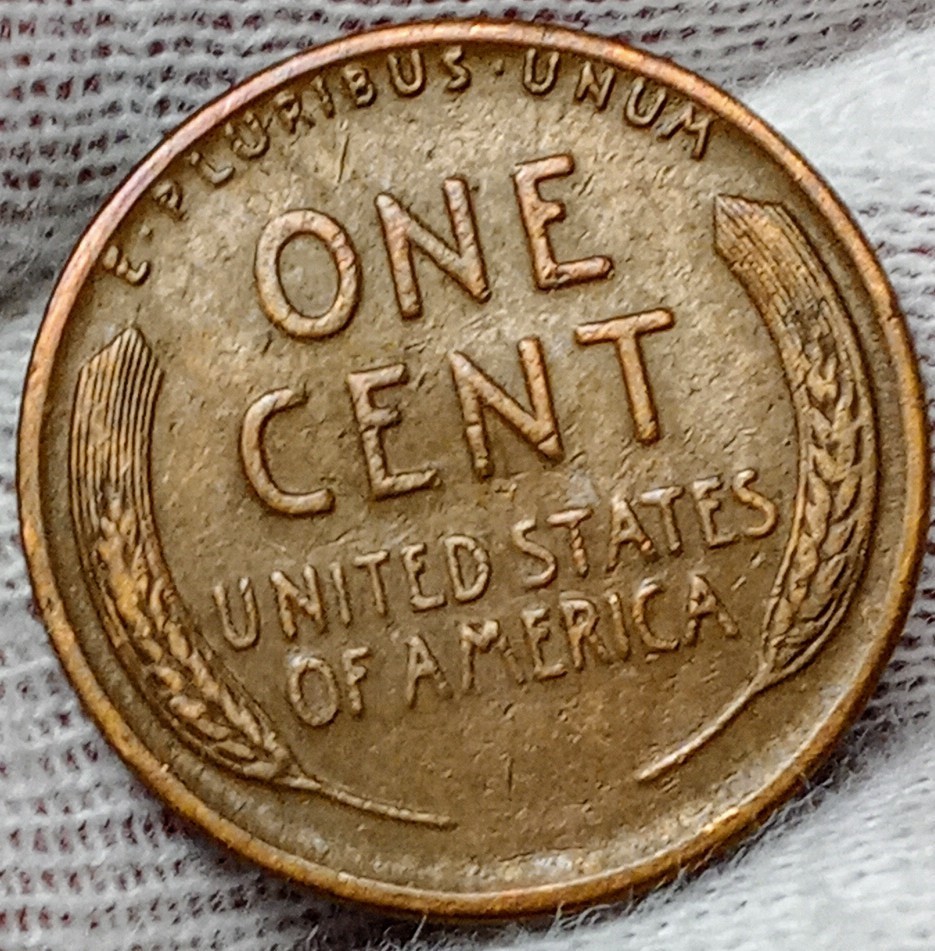 E · PLURIBUS · UNUM
ONE
CENT
UNITED STATES
OF AMERICA